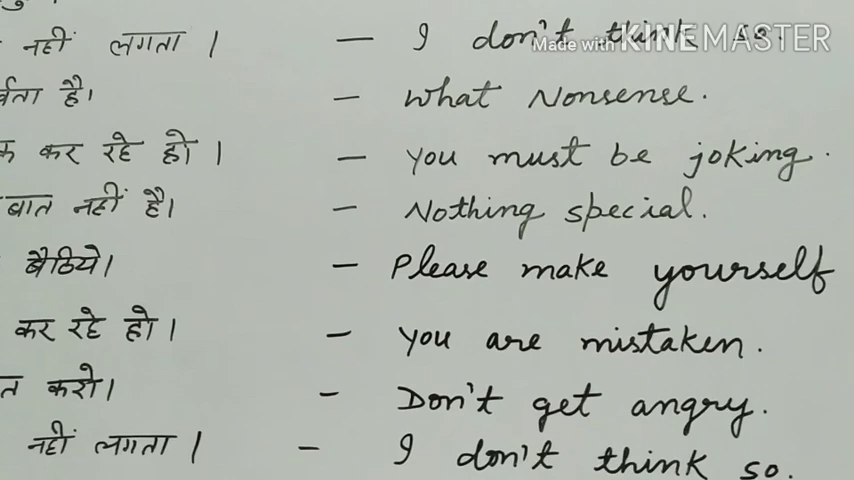 नहीं लगता । — I don't think so.
Made with KINEMASTER
है। - What Nonsense.
कर रहे हो । - You must be joking.
बात नहीं है। - Nothing special.
बैठिये। - Please make yourself
कर रहे हो । - You are mistaken.
करो। - Don't get angry.
नहीं लगता । - I don't think so.